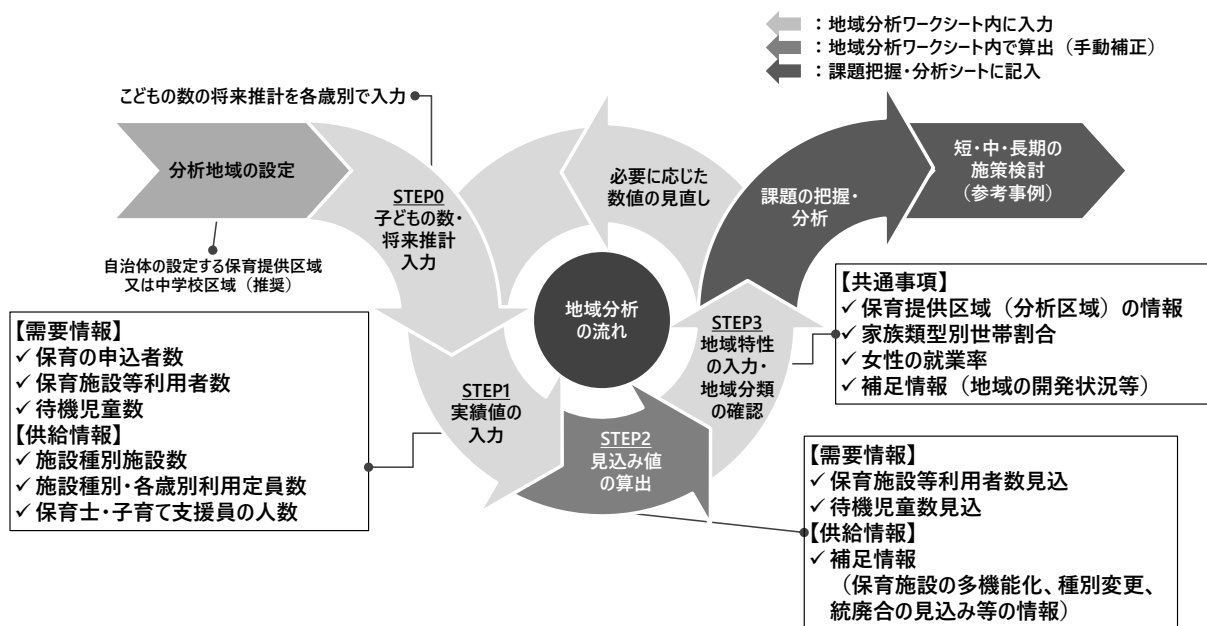 ：地域分析ワークシート内に入力
：地域分析ワークシート内で算出（手動補正）
：課題把握・分析シートに記入
こどもの数の将来推計を各歳別で入力
分析地域の設定
自治体の設定する保育提供区域
又は中学校区域（推奨）
STEP0
子どもの数・
将来推計
入力
必要に応じた
数値の見直し
課題の把握・
分析
短・中・長期の
施策検討
（参考事例）
地域分析
の流れ
【需要情報】
✓ 保育の申込者数
✓ 保育施設等利用者数
✓ 待機児童数
【供給情報】
✓ 施設種別施設数
✓ 施設種別・各歳別利用定員数
✓ 保育士・子育て支援員の人数
STEP1
実績値の
入力
STEP2
見込み値
の算出
STEP3
地域特性
の入力・
地域分類
の確認
【共通事項】
✓ 保育提供区域（分析区域）の情報
✓ 家族類型別世帯割合
✓ 女性の就業率
✓ 補足情報（地域の開発状況等）
【需要情報】
✓ 保育施設等利用者数見込
✓ 待機児童数見込
【供給情報】
✓ 補足情報
（保育施設の多機能化、種別変更、
統廃合の見込み等の情報）